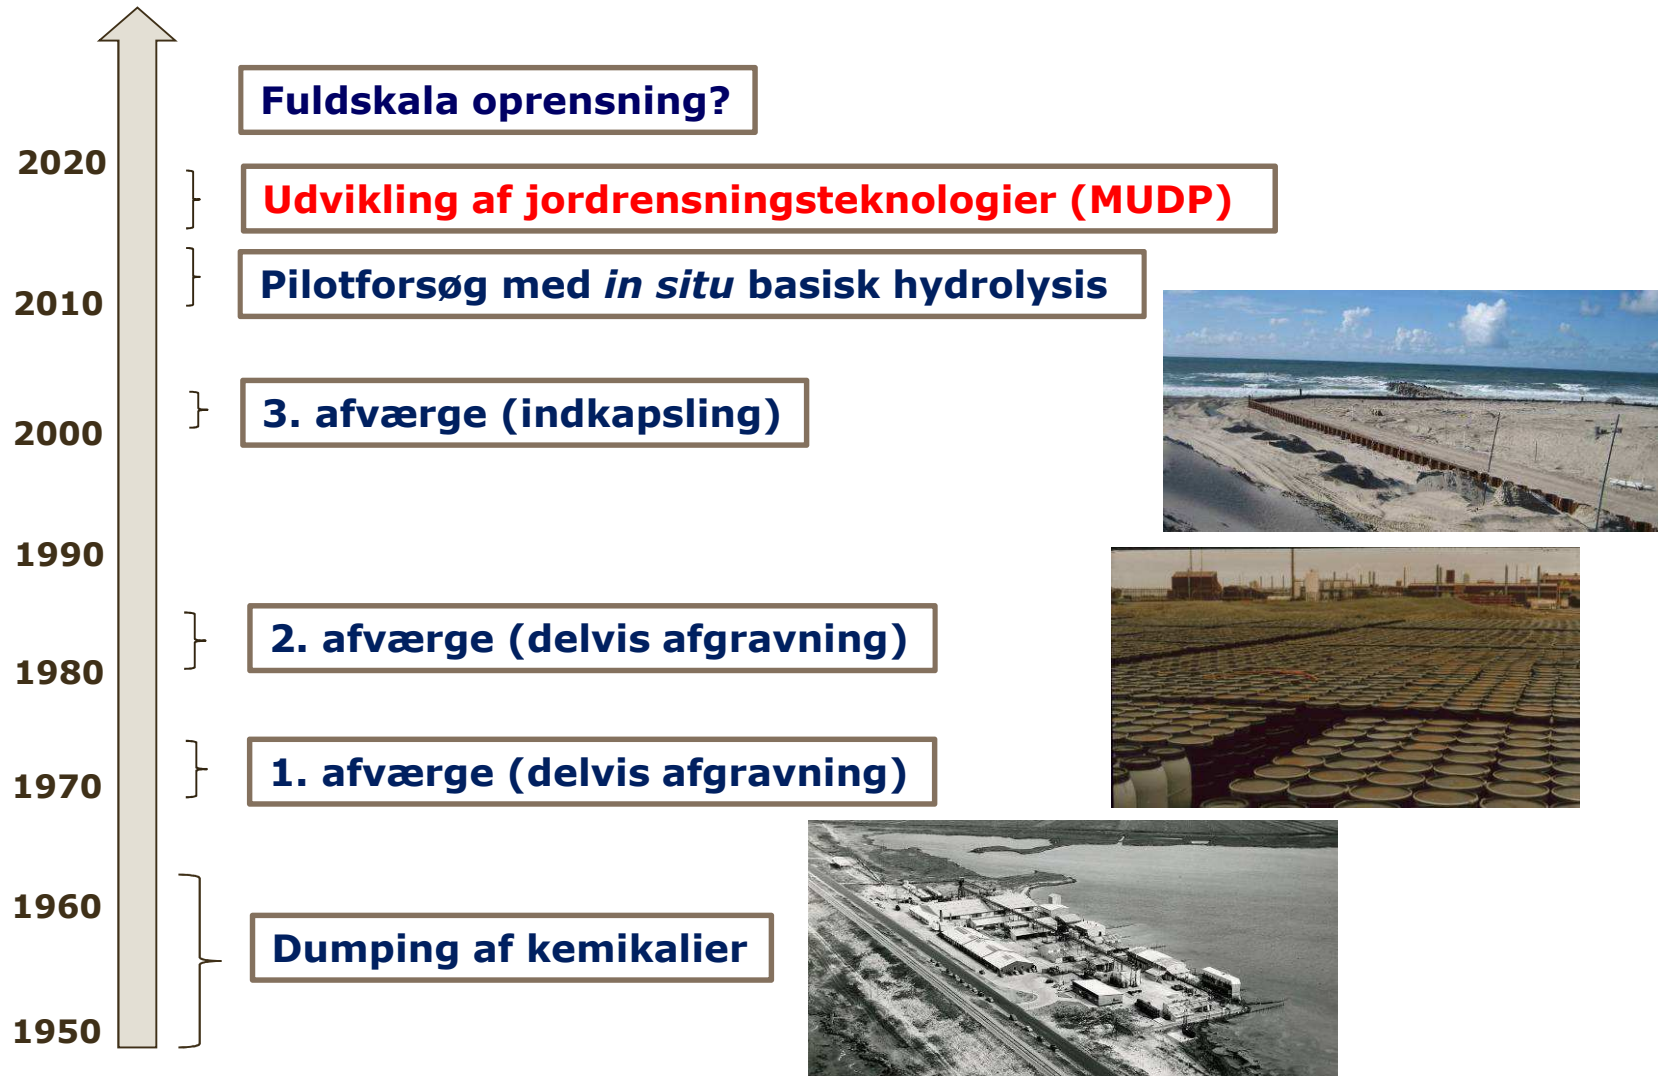 Fuldskala oprensning?
2020
Udvikling af jordrensningsteknologier (MUDP)
Pilotforsøg med in situ basisk hydrolysis
2010
3. afværge (indkapsling)
2000
1990
2. afværge (delvis afgravning)
1980
1. afværge (delvis afgravning)
1970
1960
Dumping af kemikalier
1950